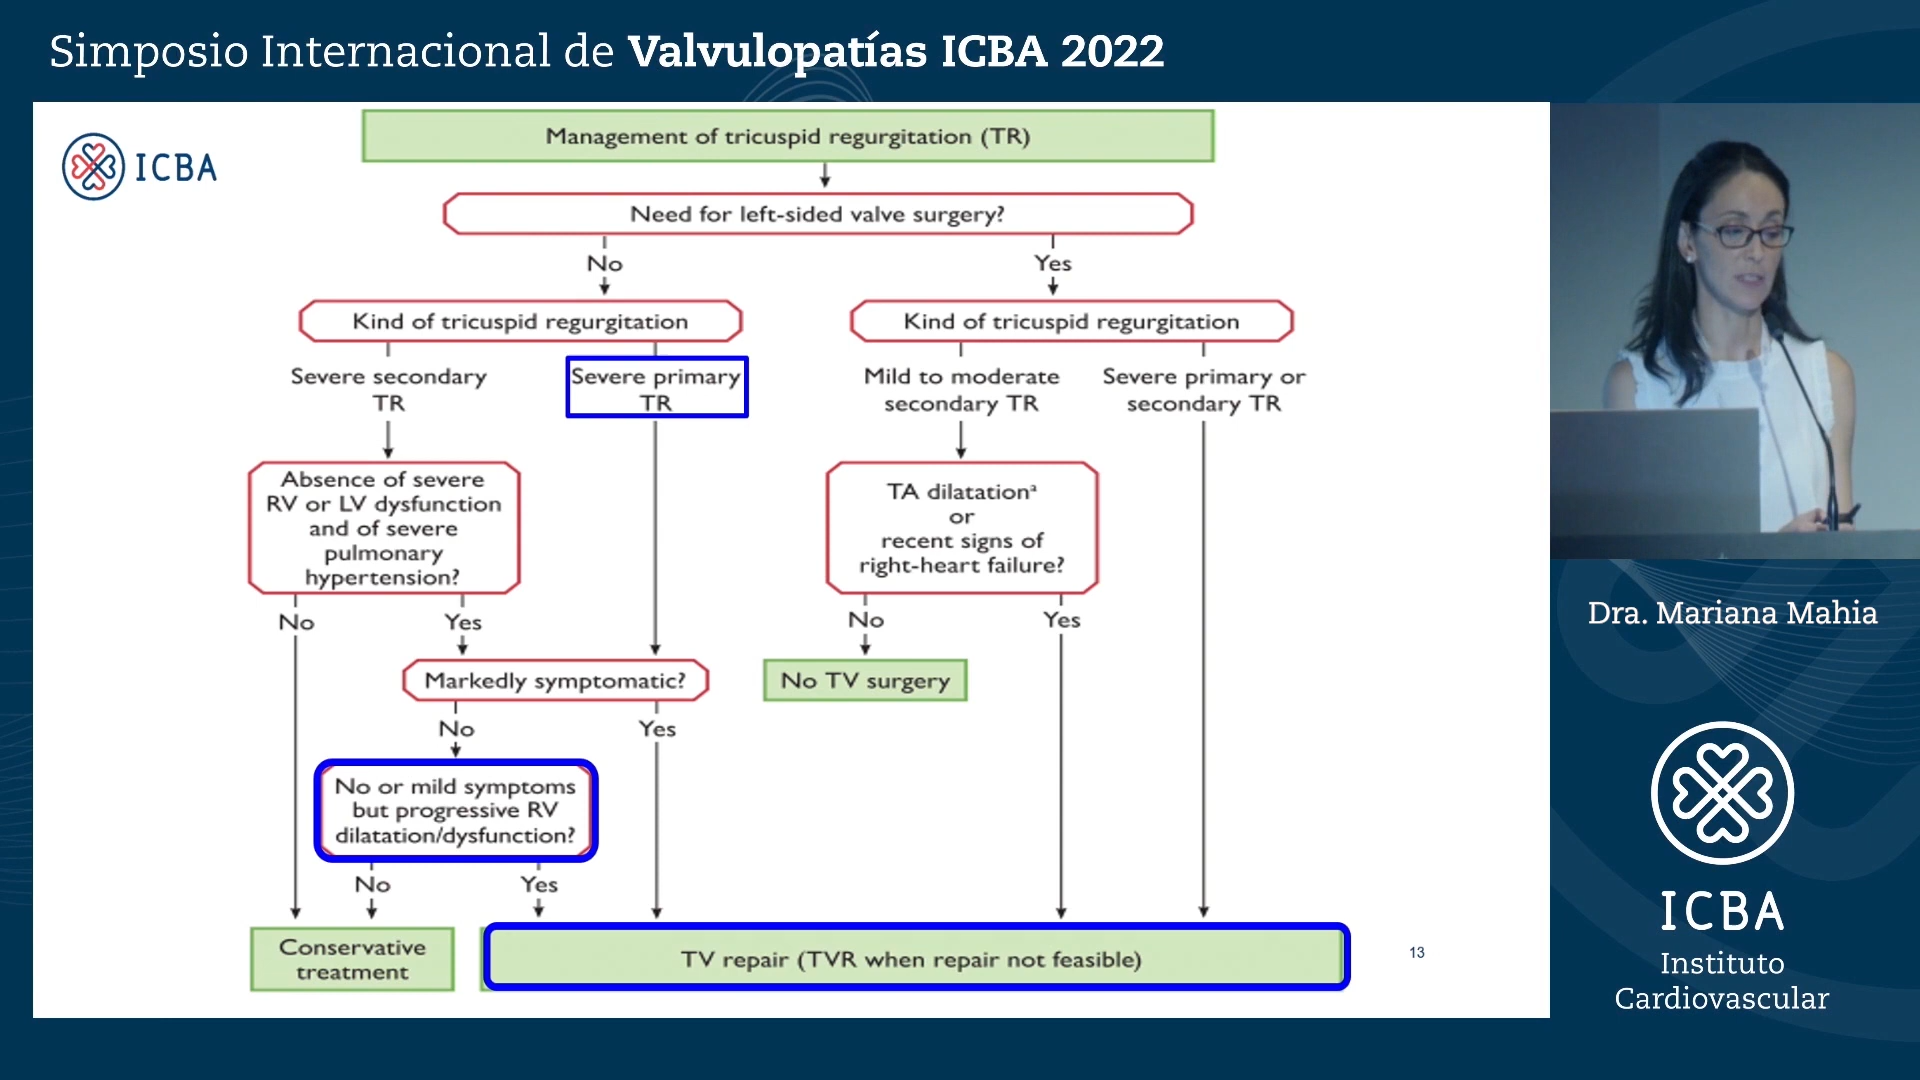 Simposio Internacional de Valvulopatías ICBA 2022
ICBA
Management of tricuspid regurgitation (TR)
Need for left-sided valve surgery?
No
Yes
Kind of tricuspid regurgitation
Kind of tricuspid regurgitation
Severe secondary
TR
Severe primary
TR
Mild to moderate
secondary TR
Severe primary or
secondary TR
Absence of severe
RV or LV dysfunction
and of severe
pulmonary
hypertension?
TA dilatationᵃ
or
recent signs of
right-heart failure?
No
Yes
No
Yes
Markedly symptomatic?
No TV surgery
No
Yes
No or mild symptoms
but progressive RV
dilatation/dysfunction?
No
Yes
Conservative
treatment
TV repair (TVR when repair not feasible)
13
Dra. Mariana Mahia
ICBA
Instituto
Cardiovascular